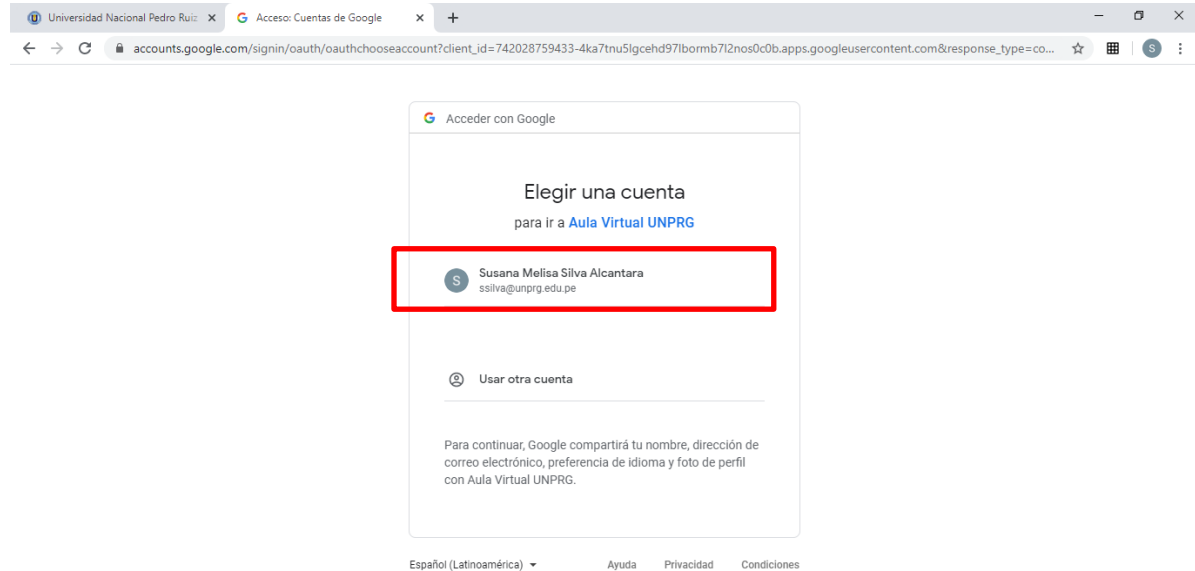 Universidad Nacional Pedro Ruiz
Acceso: Cuentas de Google
accounts.google.com/signin/oauth/oauthchooseaccount?client_id=742028759433-4ka7tnu5lgcehd97lbormb7l2nos0c0b.apps.googleusercontent.com&response_type=co...
S
Acceder con Google
Elegir una cuenta
para ir a Aula Virtual UNPRG
S
Susana Melisa Silva Alcantara
ssilva@unprg.edu.pe
Usar otra cuenta
Para continuar, Google compartirá tu nombre, dirección de
correo electrónico, preferencia de idioma y foto de perfil
con Aula Virtual UNPRG.
Español (Latinoamérica) Ayuda Privacidad Condiciones